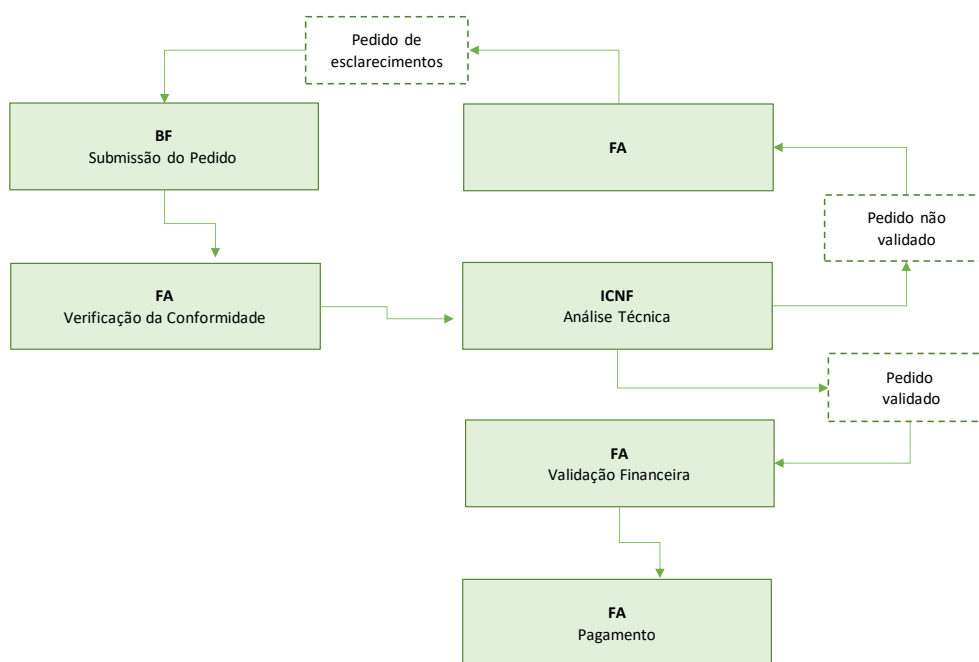 Pedido de
esclarecimentos
BF
Submissão do Pedido
FA
Pedido não
validado
FA
Verificação da Conformidade
ICNF
Análise Técnica
Pedido
validado
FA
Validação Financeira
FA
Pagamento